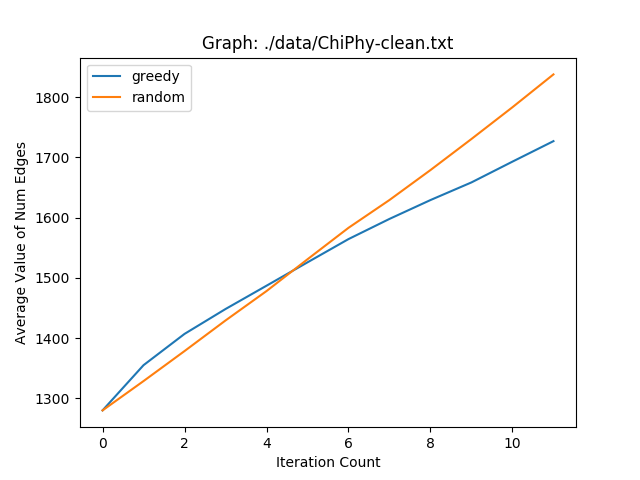 Graph: ./data/ChiPhy-clean.txt
greedy
random
Average Value of Num Edges
1800
1700
1600
1500
1400
1300
0 2 4 6 8 10
Iteration Count